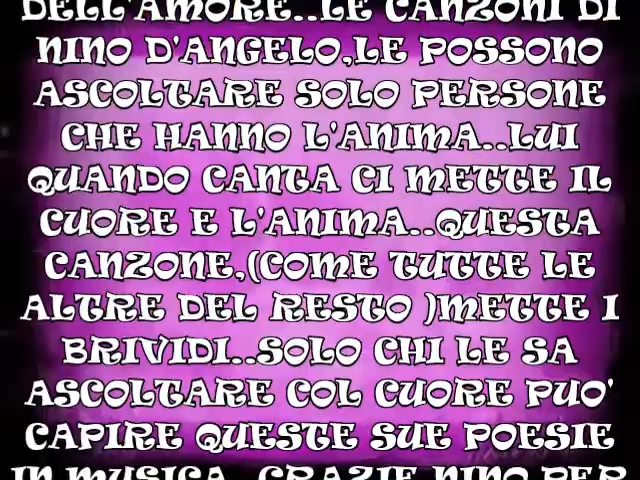 DELL'AMORE..LE CANZONI DI
NINO D'ANGELO,LE POSSONO
ASCOLTARE SOLO PERSONE
CHE HANNO L'ANIMA..LUI
QUANDO CANTA CI METTE IL
CUORE E L'ANIMA..QUESTA
CANZONE,(COME TUTTE LE
ALTRE DEL RESTO )METTE I
BRIVIDI..SOLO CHI LE SA
ASCOLTARE COL CUORE PUO'
CAPIRE QUESTE SUE POESIE
IN MUSICA..GRAZIE NINO PER